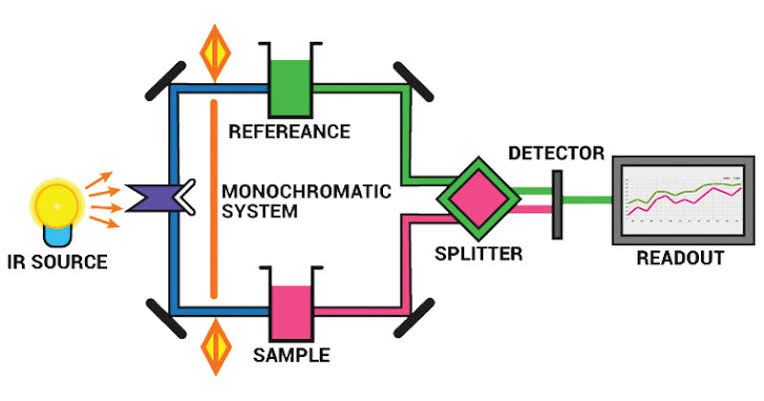 REFEREANCE
DETECTOR
MONOCHROMATIC
SYSTEM
SPLITTER
IR SOURCE
READOUT
SAMPLE